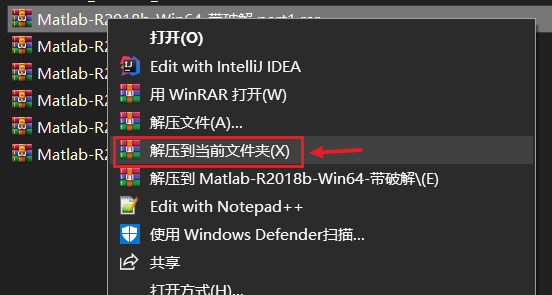 Matlab-R2018b-Win64-带破解.part1.rar
打开(O)
Matlab-R2
Edit with IntelliJ IDEA
Matlab-R2
用 WinRAR 打开(W)
Matlab-R2
解压文件(A)...
Matlab-R2
解压到当前文件夹(X)
Matlab-R2
解压到 Matlab-R2018b-Win64-带破解\(E)
Edit with Notepad++
使用 Windows Defender扫描...
共享
打开方式(H)...